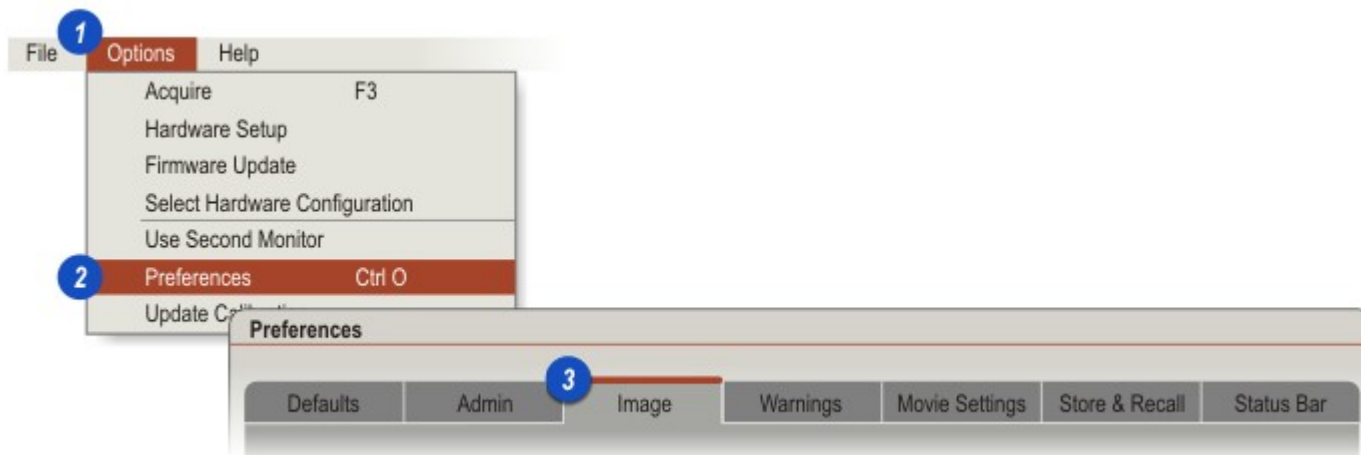 1
File Options Help
Acquire F3
Hardware Setup
Firmware Update
Select Hardware Configuration
Use Second Monitor
2 Preferences Ctrl O
Update
Preferences
3
Defaults Admin Image Warnings Movie Settings Store & Recall Status Bar